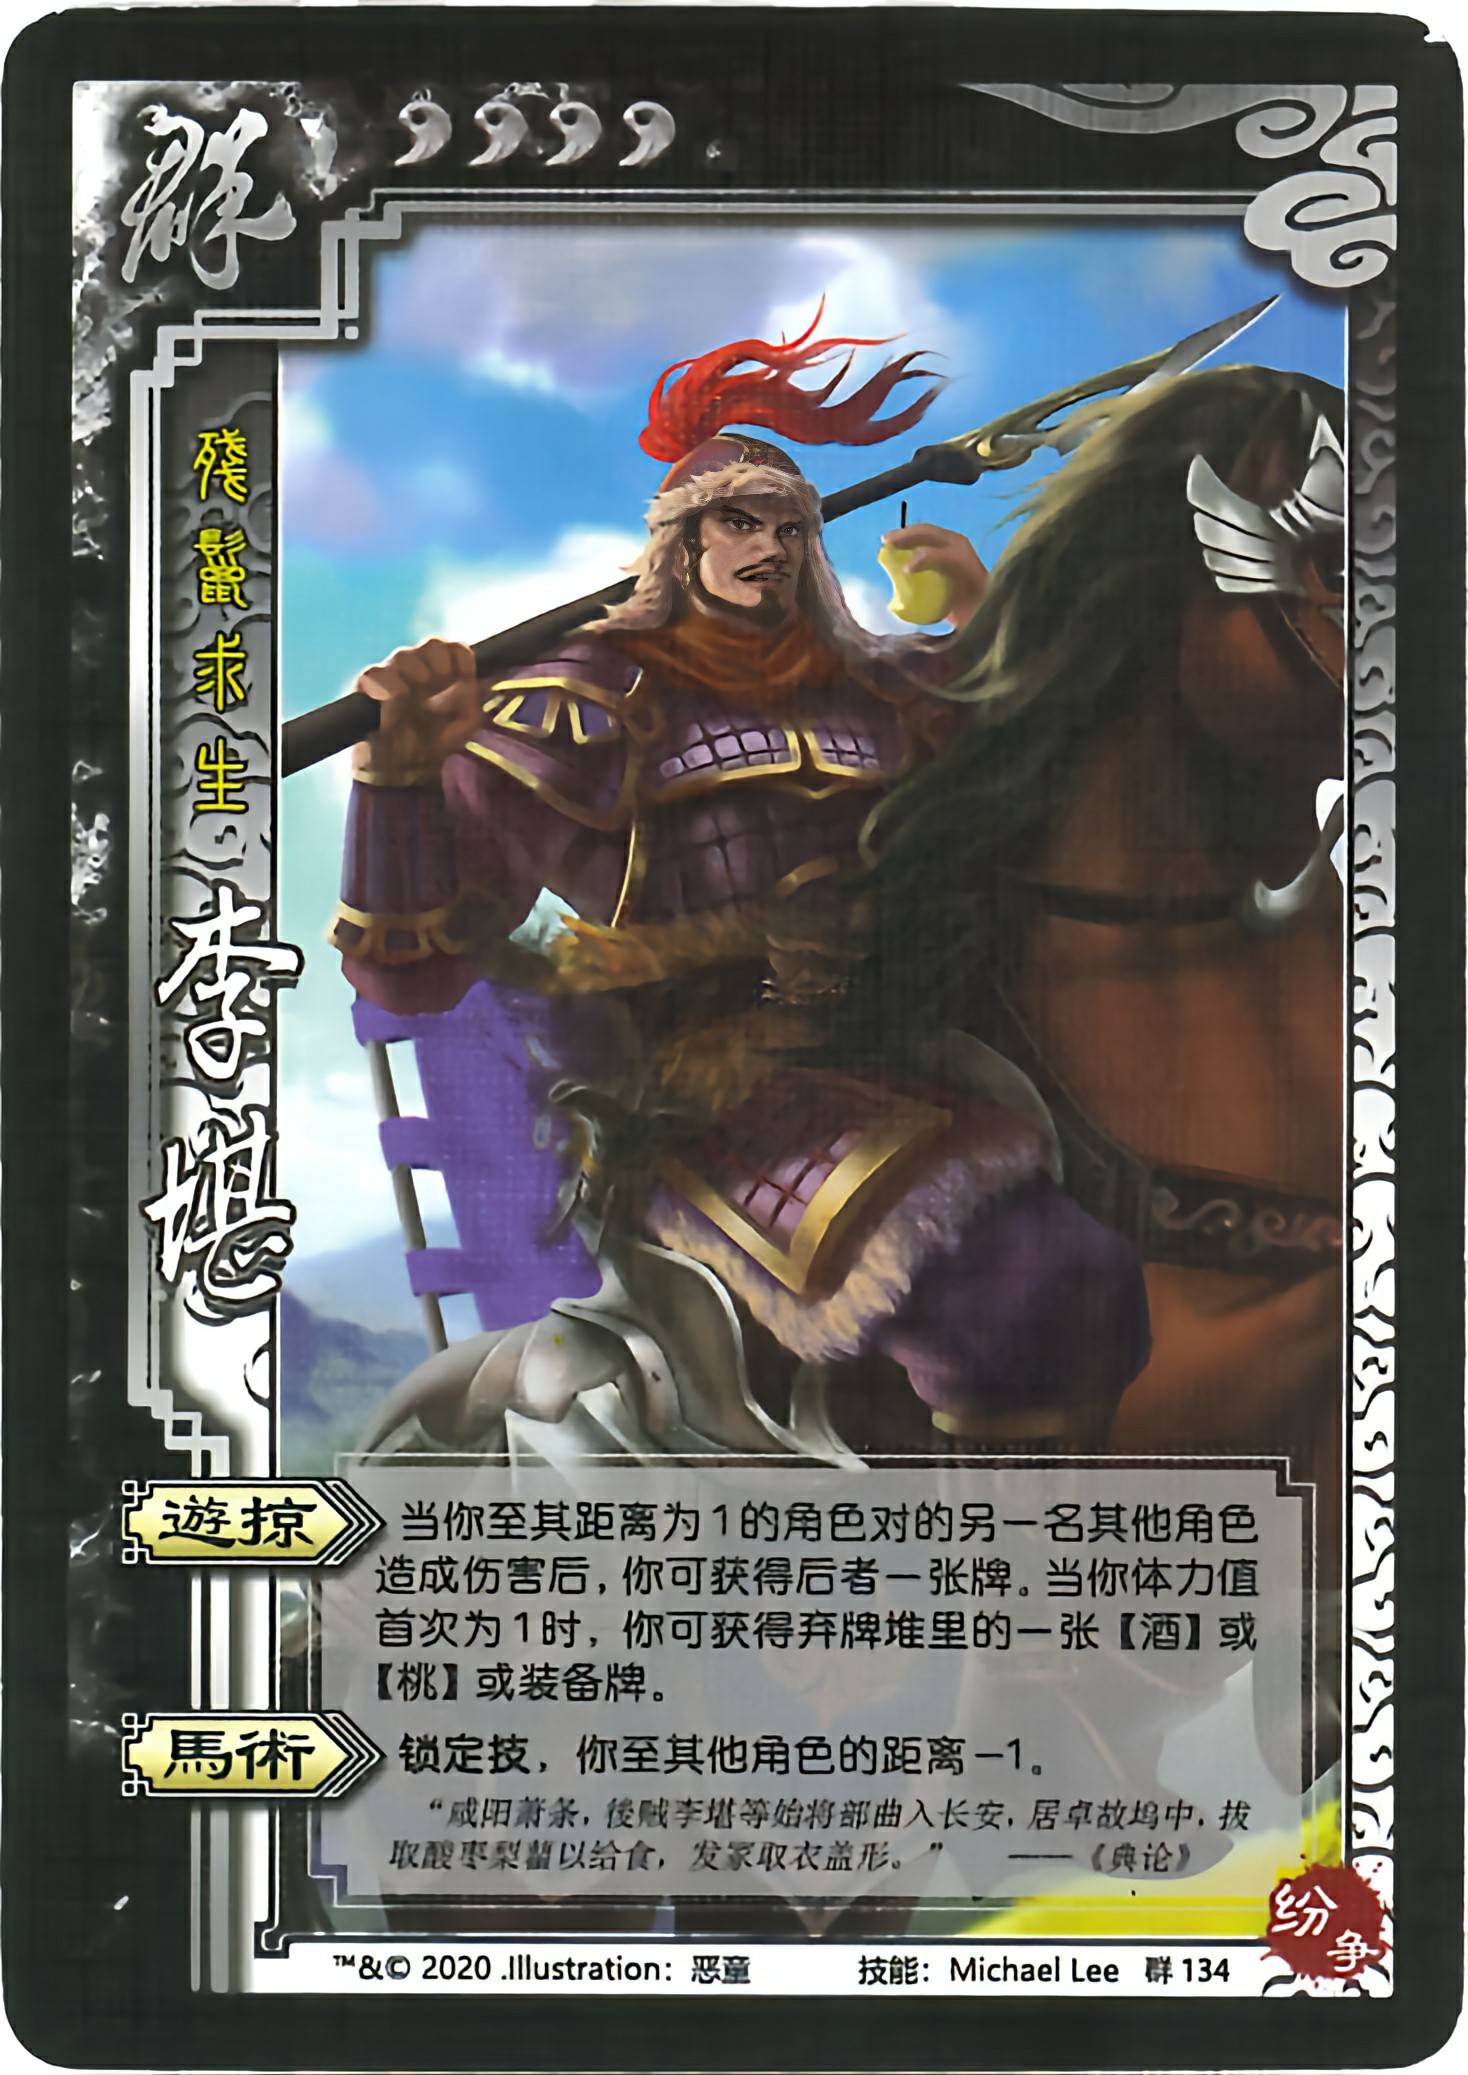 群
殘鬣求生
李堪
遊掠
当你至其距离为1的角色对的另一名其他角色
造成伤害后，你可获得后者一张牌。当你体力值
首次为1时，你可获得弃牌堆里的一张【酒】或
【桃】或装备牌。
馬術
锁定技，你至其他角色的距离-1。
“咸阳萧条，後贼李堪等始将部曲入长安，居卓故坞中，拔
取酸枣梨藟以给食，发冢取衣盖形。” ——《典论》
纷争
™&© 2020 .Illustration：恶童 技能：Michael Lee 群 134